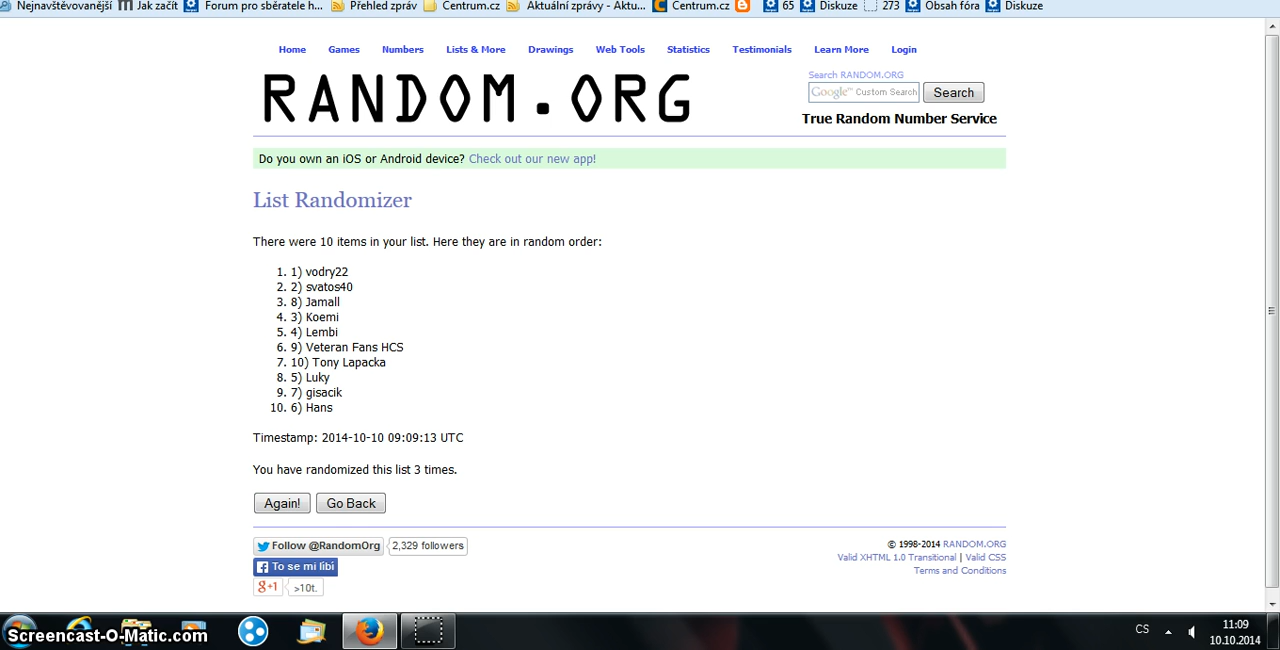 Nejnavštěvovanější Jak začít Forum pro sběratele h... Přehled zpráv Centrum.cz Aktuální zprávy - Aktu... Centrum.cz 65 Diskuze 273 Obsah fóra Diskuze
Home Games Numbers Lists & More Drawings Web Tools Statistics Testimonials Learn More Login
RANDOM.ORG
Search RANDOM.ORG
Google™ Custom Search Search
True Random Number Service
Do you own an iOS or Android device? Check out our new app!
List Randomizer
There were 10 items in your list. Here they are in random order:
1. 1) vodry22
2. 2) svatos40
3. 8) Jamall
4. 3) Koemi
5. 4) Lembi
6. 9) Veteran Fans HCS
7. 10) Tony Lapacka
8. 5) Luky
9. 7) gisacik
10. 6) Hans
Timestamp: 2014-10-10 09:09:13 UTC
You have randomized this list 3 times.
Again! Go Back
Follow @RandomOrg 2,329 followers
To se mi líbí
g+1 >10t.
© 1998-2014 RANDOM.ORG
Valid XHTML 1.0 Transitional | Valid CSS
Terms and Conditions
Screencast-O-Matic.com
CS 11:09
10.10.2014